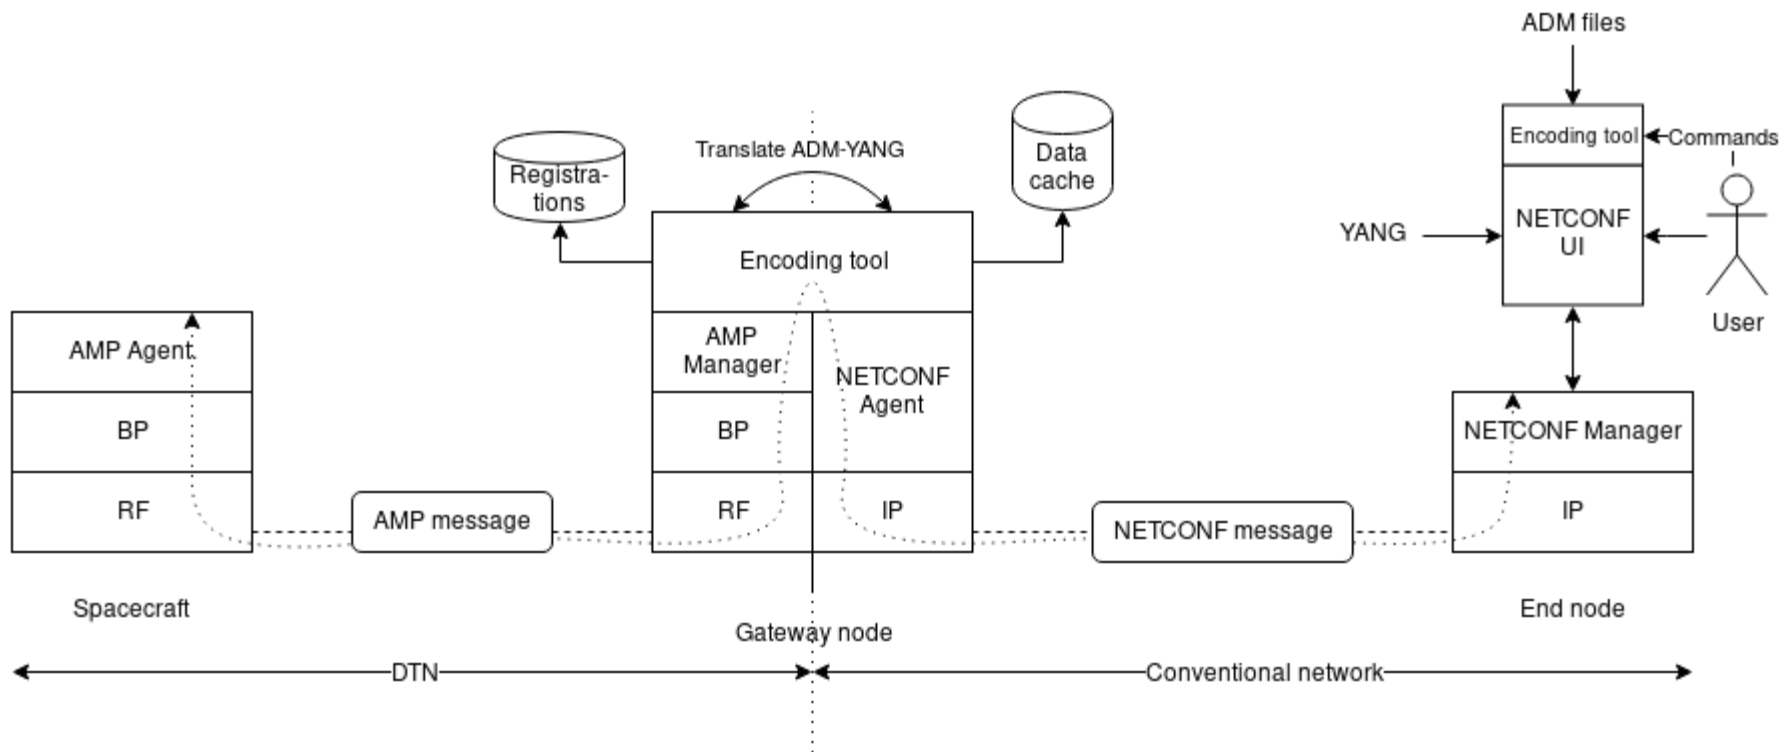 ADM files
Encoding tool
Commands
Translate ADM-YANG
Data
cache
Registra-
tions
YANG
NETCONF
UI
User
Encoding tool
AMP Agent
BP
RF
AMP
Manager
BP
RF
NETCONF
Agent
IP
NETCONF Manager
IP
AMP message
NETCONF message
Spacecraft
Gateway node
End node
DTN
Conventional network